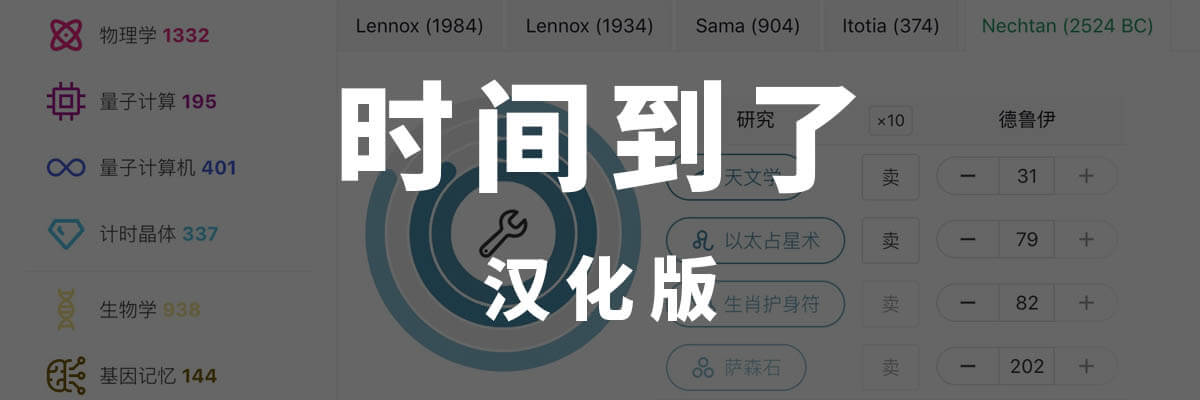 物理学 1332
量子计算 195
量子计算机 401
计时晶体 337
生物学 938
基因记忆 144
Lennox (1984)
Lennox (1934)
Sama (904)
Itotia (374)
Nechtan (2524 BC)
时间到了
汉化版
研究
×10
德鲁伊
天文学
卖
31
以太占星术
卖
79
生肖护身符
卖
82
萨森石
卖
202